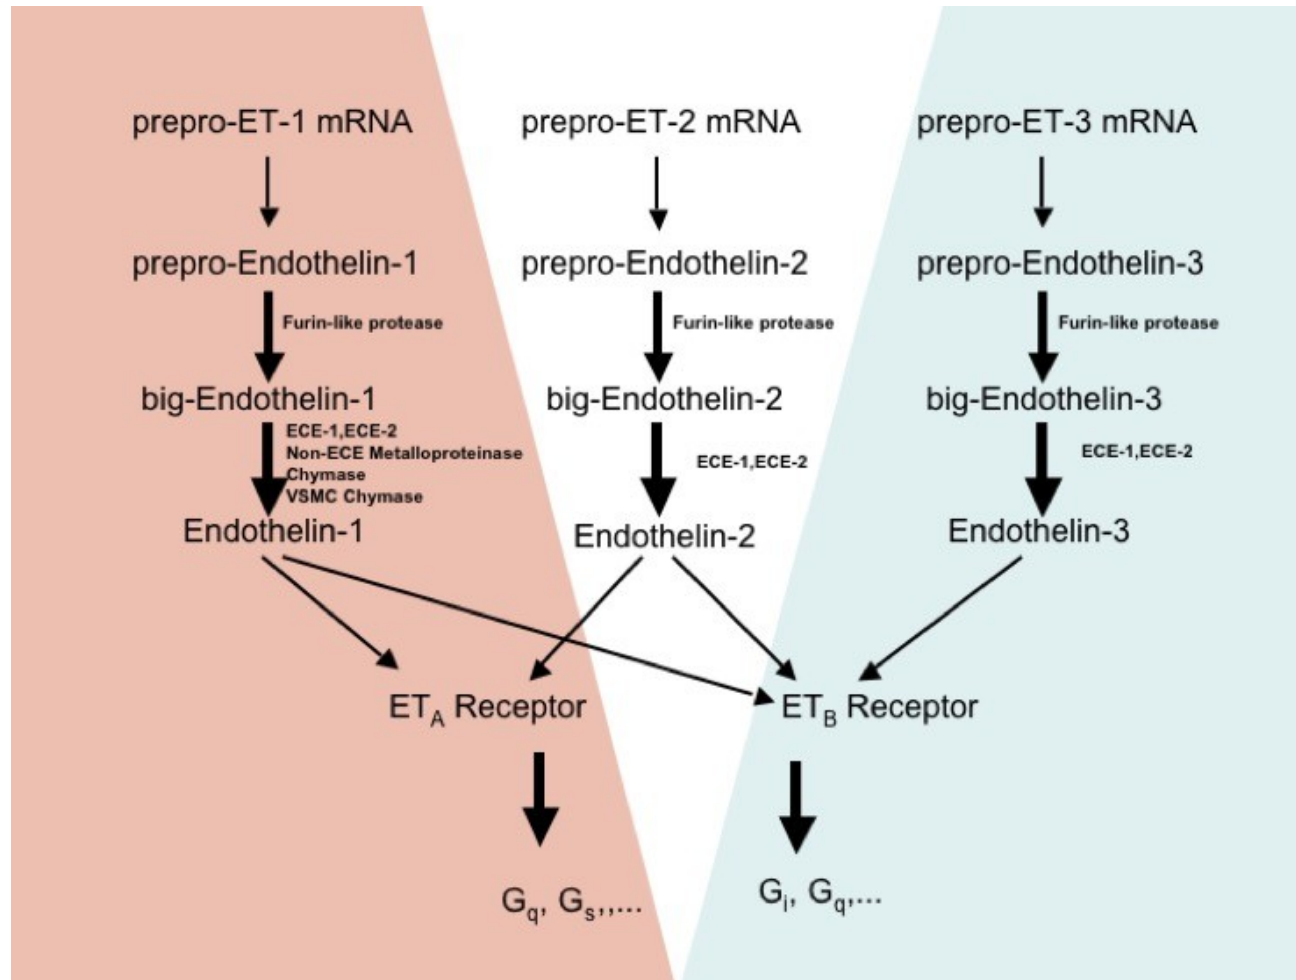 prepro-ET-1 mRNA
prepro-ET-2 mRNA
prepro-ET-3 mRNA
prepro-Endothelin-1
prepro-Endothelin-2
prepro-Endothelin-3
Furin-like protease
Furin-like protease
Furin-like protease
big-Endothelin-1
big-Endothelin-2
big-Endothelin-3
ECE-1,ECE-2
Non-ECE Metalloproteinase
Chymase
VSMC Chymase
ECE-1,ECE-2
ECE-1,ECE-2
Endothelin-1
Endothelin-2
Endothelin-3
ETA Receptor
ETB Receptor
Gq, Gs,,...
Gi, Gq,...